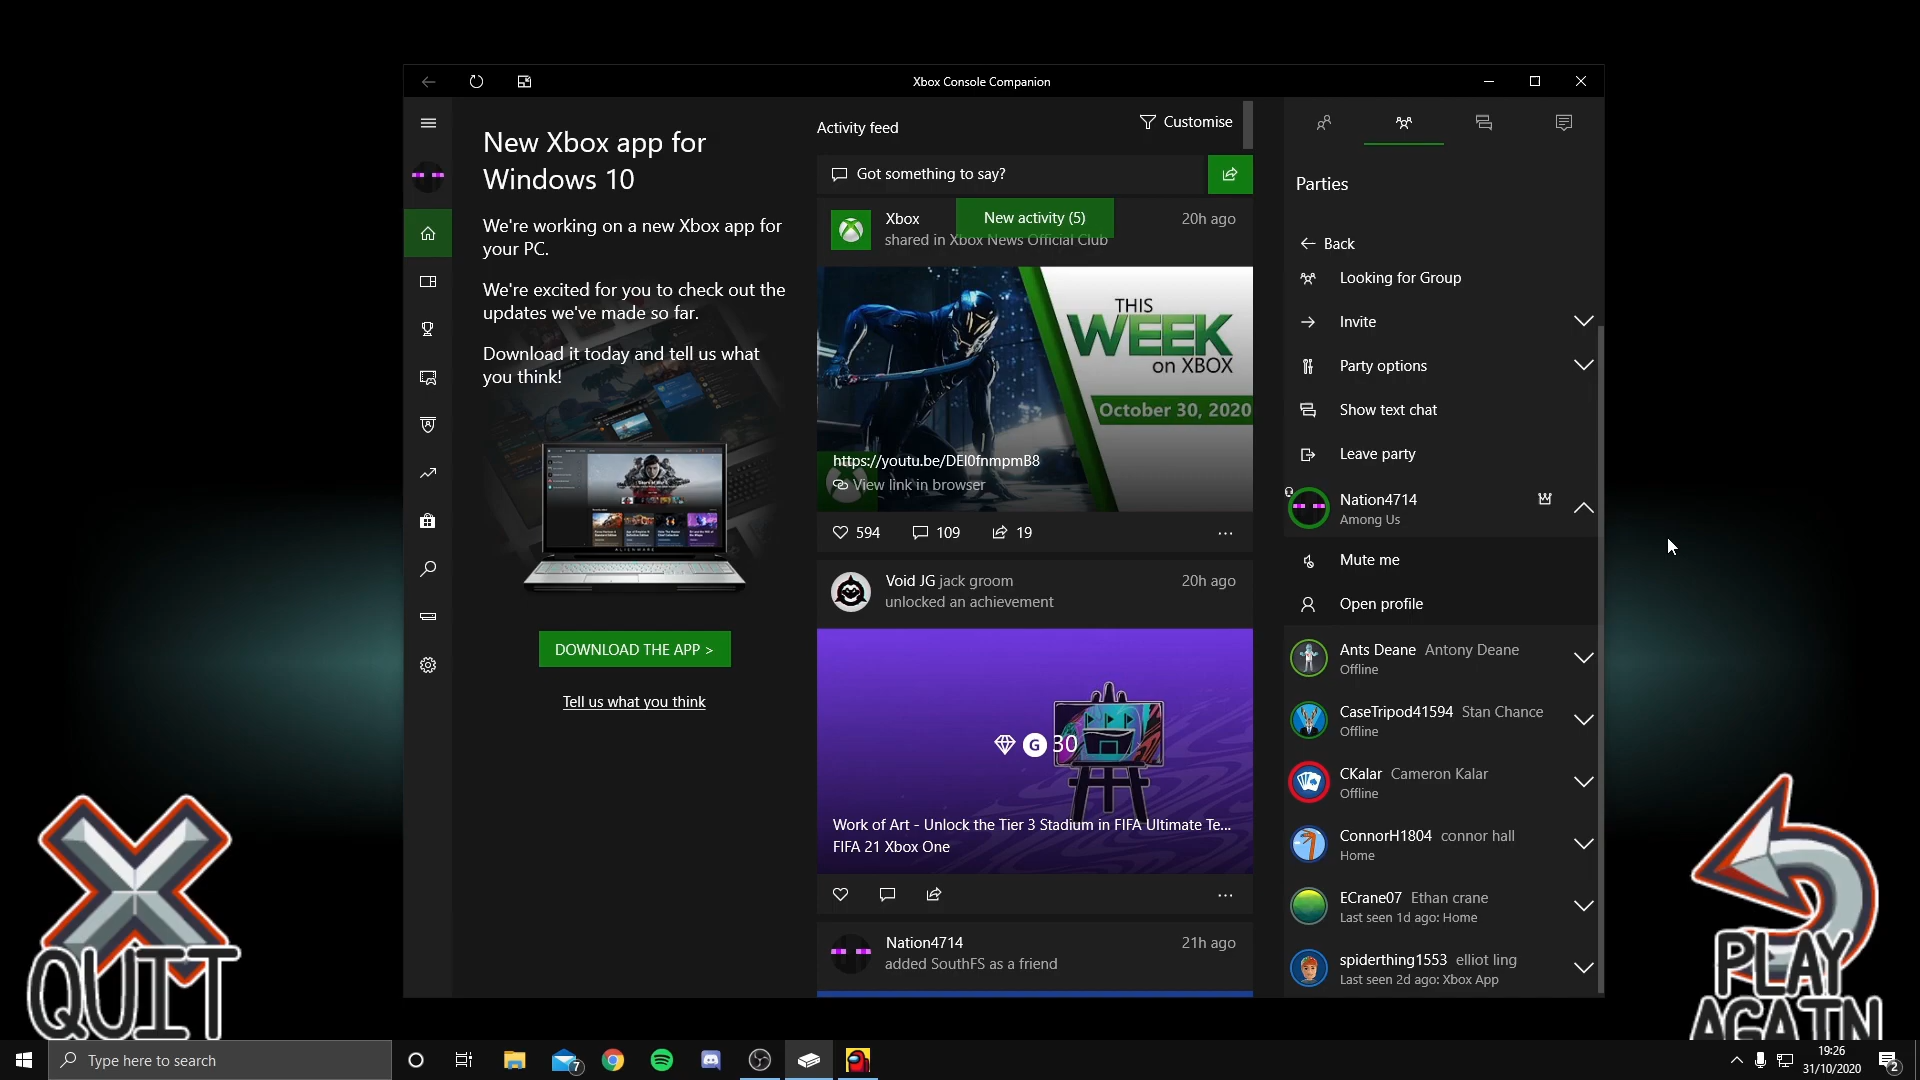 Xbox Console Companion
New Xbox app for
Windows 10
We're working on a new Xbox app for
your PC.
We're excited for you to check out the
updates we've made so far.
Download it today and tell us what
you think!
ALIENWARE
DOWNLOAD THE APP >
Tell us what you think
Activity feed
Customise
Got something to say?
New activity (5)
Xbox
20h ago
shared in Xbox News Official Club
THIS
WEEK
on XBOX
October 30, 2020
https://youtu.be/DEl0fnmpmB8
View link in browser
594
109
19
Void JG jack groom
20h ago
unlocked an achievement
G 30
Work of Art - Unlock the Tier 3 Stadium in FIFA Ultimate Te...
FIFA 21 Xbox One
Nation4714
21h ago
added SouthFS as a friend
Parties
Back
Looking for Group
Invite
Party options
Show text chat
Leave party
Nation4714
Among Us
Mute me
Open profile
Ants Deane Antony Deane
Offline
CaseTripod41594 Stan Chance
Offline
CKalar Cameron Kalar
Offline
ConnorH1804 connor hall
Home
ECrane07 Ethan crane
Last seen 1d ago: Home
spiderthing1553 elliot ling
Last seen 2d ago: Xbox App
QUIT
PLAY
AGAIN
Type here to search
7
19:26
31/10/2020
2